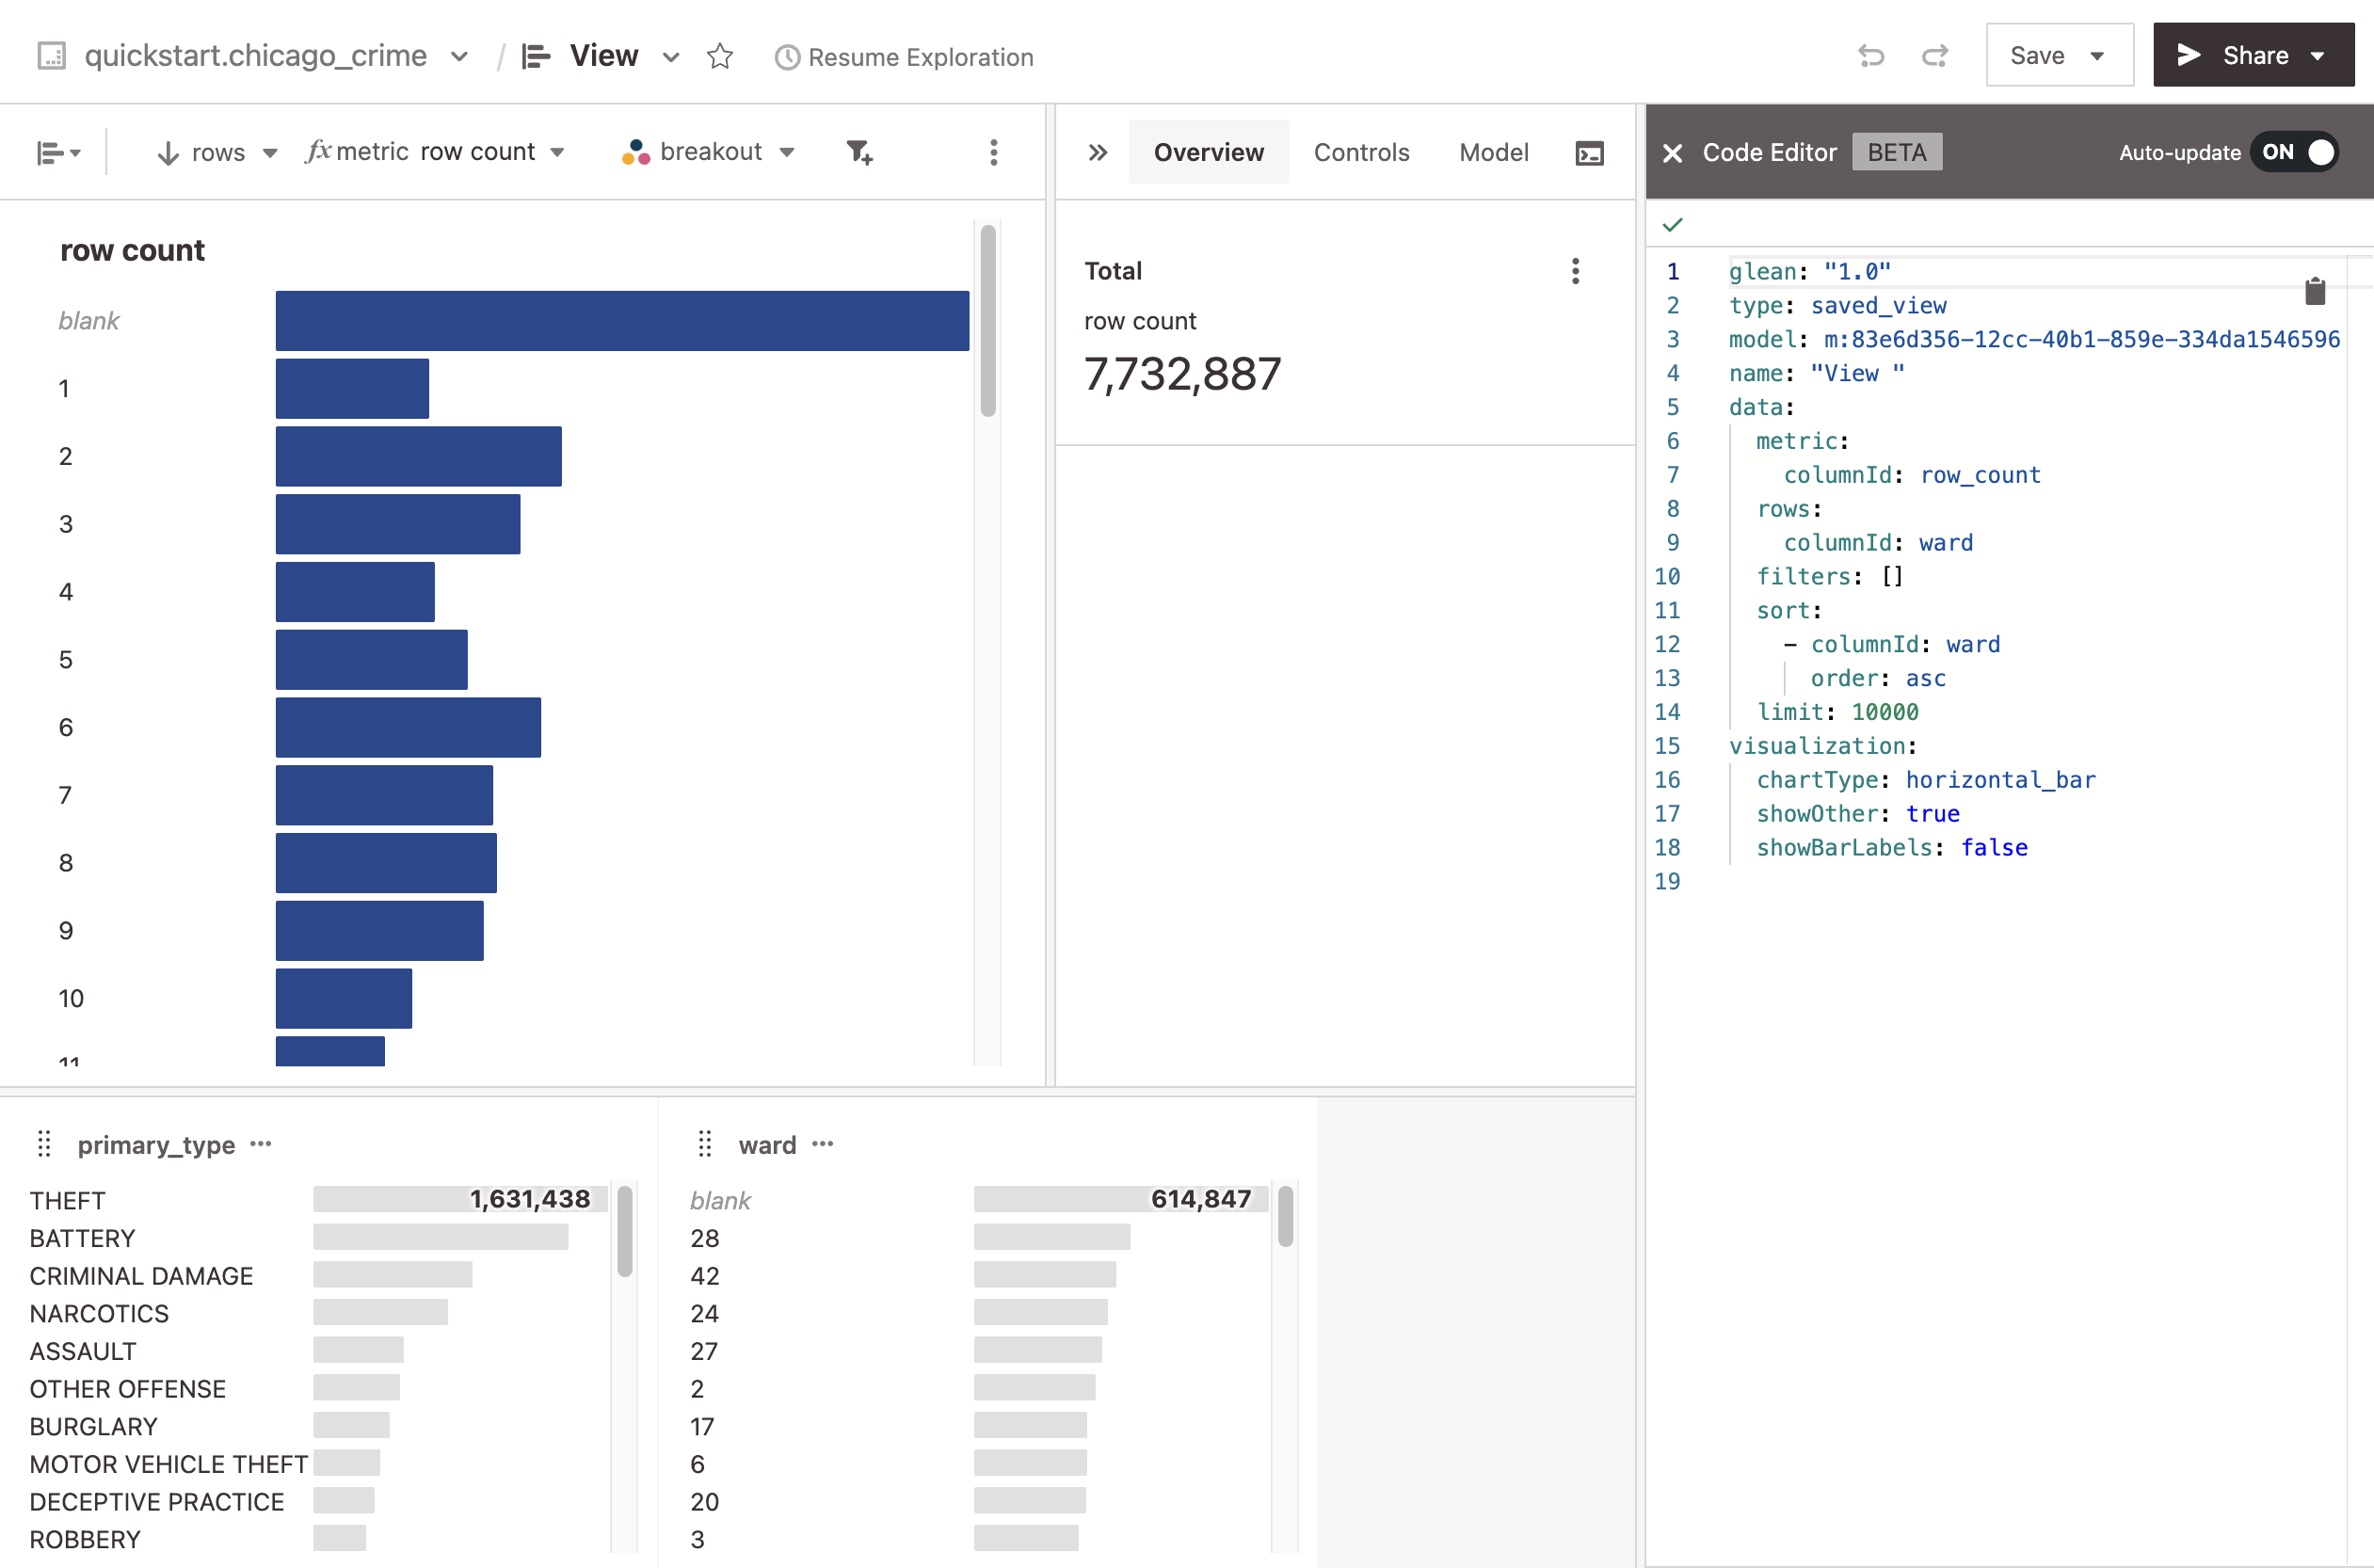 quickstart.chicago_crime / View Resume Exploration Save Share
rows fx metric row count breakout
row count
blank
1
2
3
4
5
6
7
8
9
10
11
Overview Controls Model
Total
row count
7,732,887
Code Editor BETA Auto-update ON
1 glean: "1.0"
2 type: saved_view
3 model: m:83e6d356-12cc-40b1-859e-334da1546596
4 name: "View "
5 data:
6 metric:
7 columnId: row_count
8 rows:
9 columnId: ward
10 filters: []
11 sort:
12 - columnId: ward
13 order: asc
14 limit: 10000
15 visualization:
16 chartType: horizontal_bar
17 showOther: true
18 showBarLabels: false
19
primary_type
THEFT 1,631,438
BATTERY
CRIMINAL DAMAGE
NARCOTICS
ASSAULT
OTHER OFFENSE
BURGLARY
MOTOR VEHICLE THEFT
DECEPTIVE PRACTICE
ROBBERY
ward
blank 614,847
28
42
24
27
2
17
6
20
3